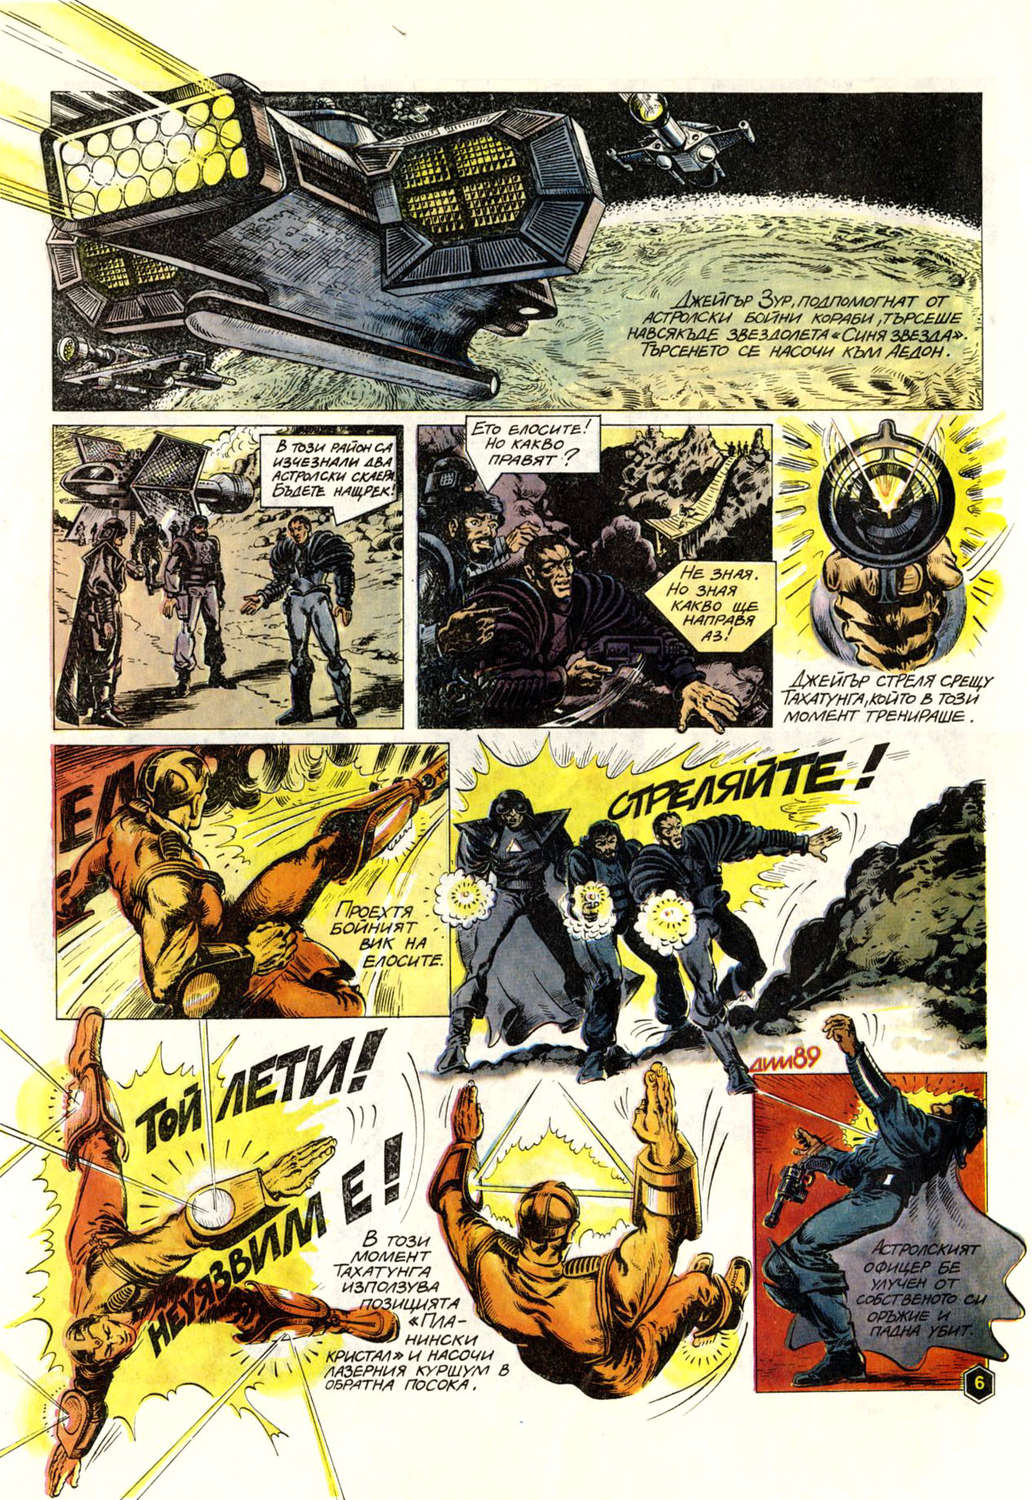 Джейгър Зур, подпомогнат от
астролски бойни кораби, търсеше
навсякъде звездолета «Синя звезда».
Търсенето се насочи към Аедон.
В този район са
изчезнали два
астролски скаера.
Бъдете нащрек!
Ето елосите!
Но какво
правят?
Не зная.
Но зная
какво ще
направя
аз!
Джейгър стреля срещу
Тахатунга, който в този
момент тренираше.
Проехтя
бойният
вик на
елосите.
СТРЕЛЯЙТЕ!
ДИМ 89
ТОЙ ЛЕТИ!
НЕУЯЗВИМ Е!
В този
момент
Тахатунга
използува
позицията
«Пла-
нински
кристал» и насочи
лазерния куршум в
обратна посока.
Астролският
офицер бе
улучен от
собственото си
оръжие и
падна убит.
6